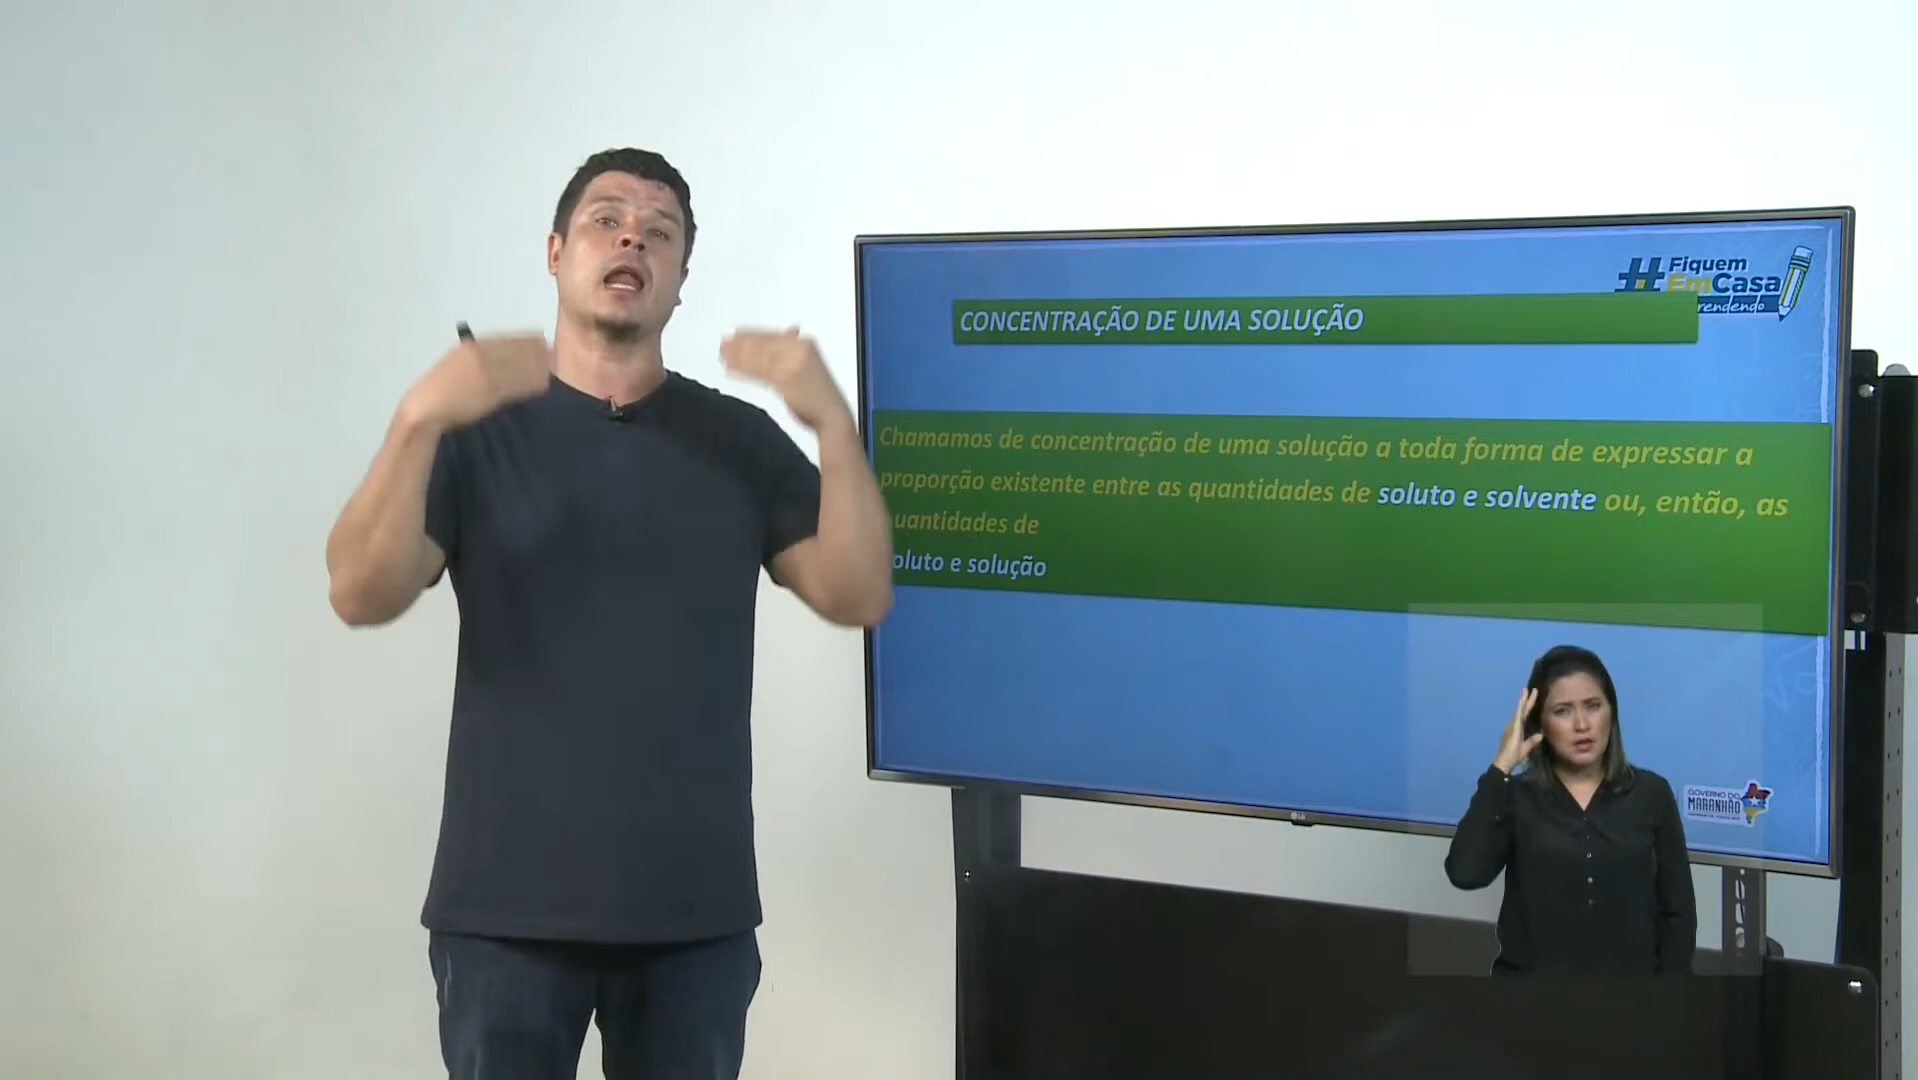 #Fiquem
EmCasa
rendendo
CONCENTRAÇÃO DE UMA SOLUÇÃO
Chamamos de concentração de uma solução a toda forma de expressar a
proporção existente entre as quantidades de soluto e solvente ou, então, as
uantidades de
oluto e solução
GOVERNO DO
MARANHÃO
LG